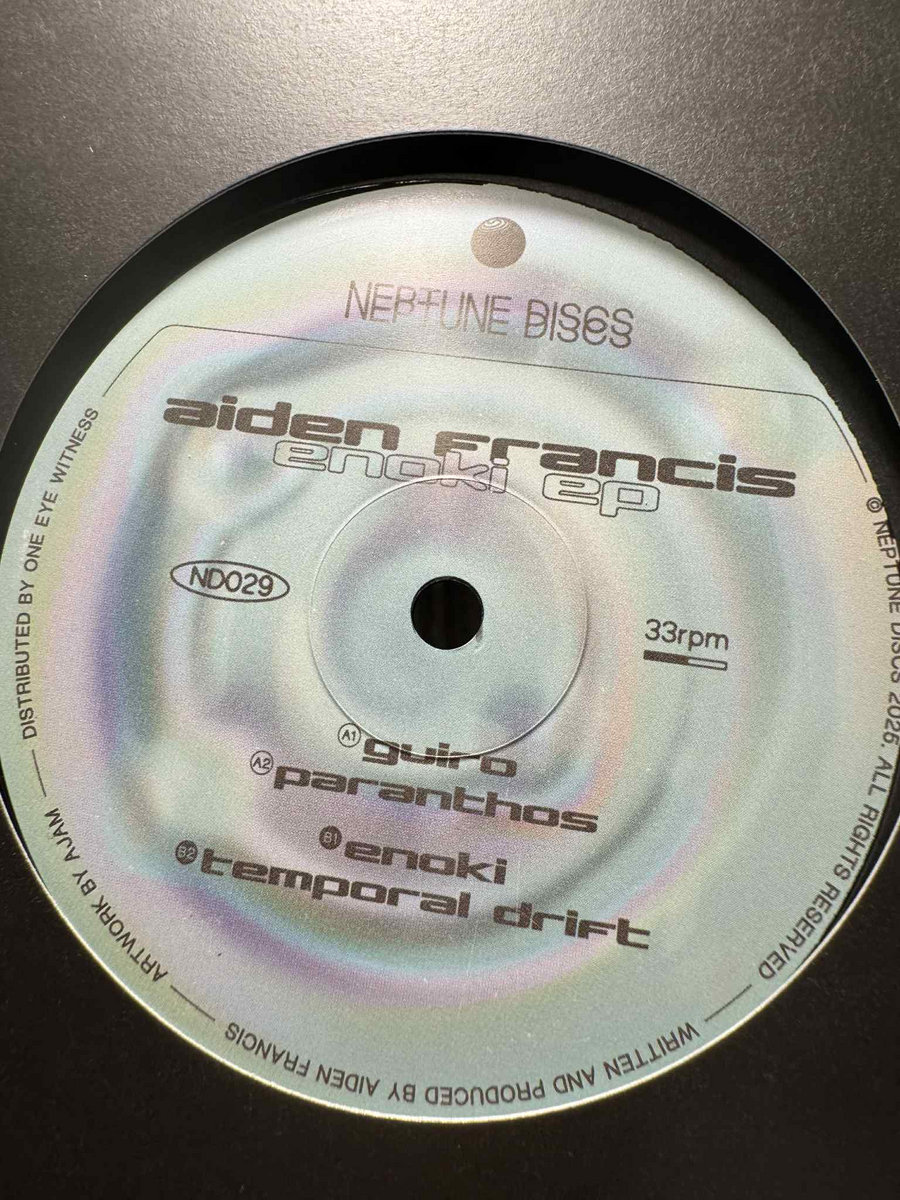 NEPTUNE DISCS
aiden francis
enoki ep
ND029
33rpm
A1 guiro
A2 paranthos
B1 enoki
B2 temporal drift
DISTRIBUTED BY ONE EYE WITNESS
© NEPTUNE DISCS 2026. ALL RIGHTS RESERVED
WRITTEN AND PRODUCED BY AIDEN FRANCIS
ARTWORK BY AJAM